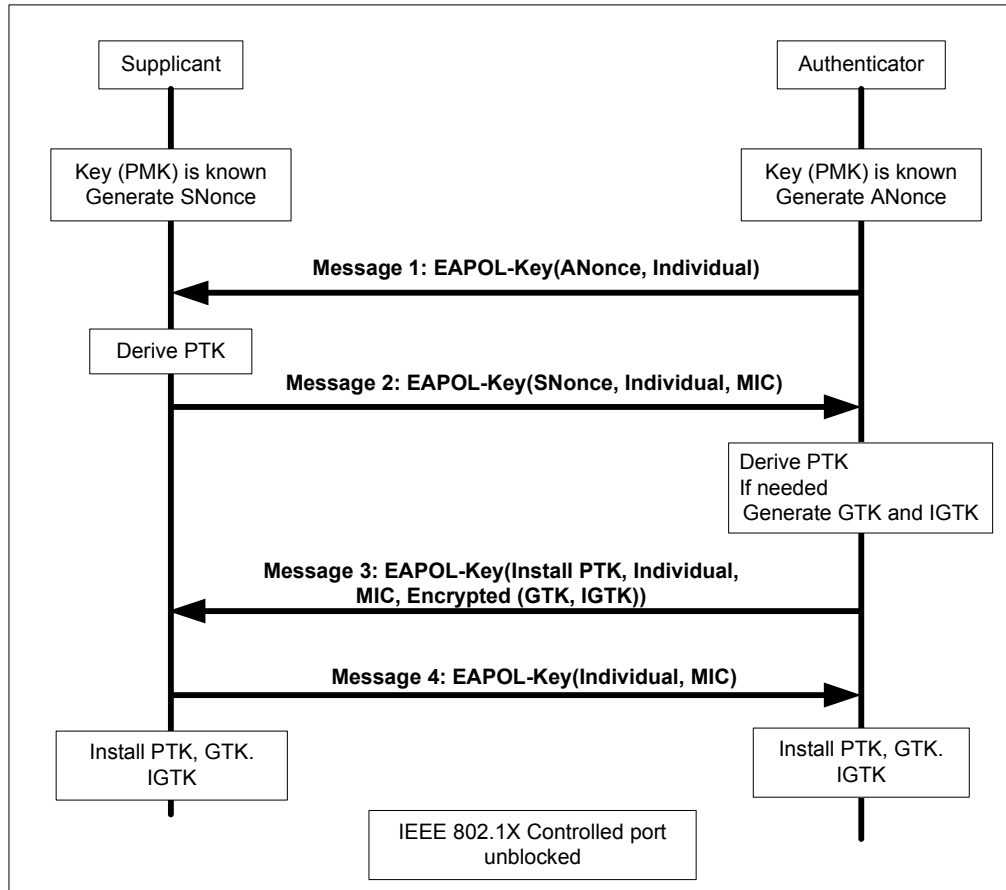 Supplicant
Authenticator
Key (PMK) is known
Generate SNonce
Key (PMK) is known
Generate ANonce
Message 1: EAPOL-Key(ANonce, Individual)
Derive PTK
Message 2: EAPOL-Key(SNonce, Individual, MIC)
Derive PTK
If needed
Generate GTK and IGTK
Message 3: EAPOL-Key(Install PTK, Individual,
MIC, Encrypted (GTK, IGTK))
Message 4: EAPOL-Key(Individual, MIC)
Install PTK, GTK.
IGTK
Install PTK, GTK.
IGTK
IEEE 802.1X Controlled port
unblocked